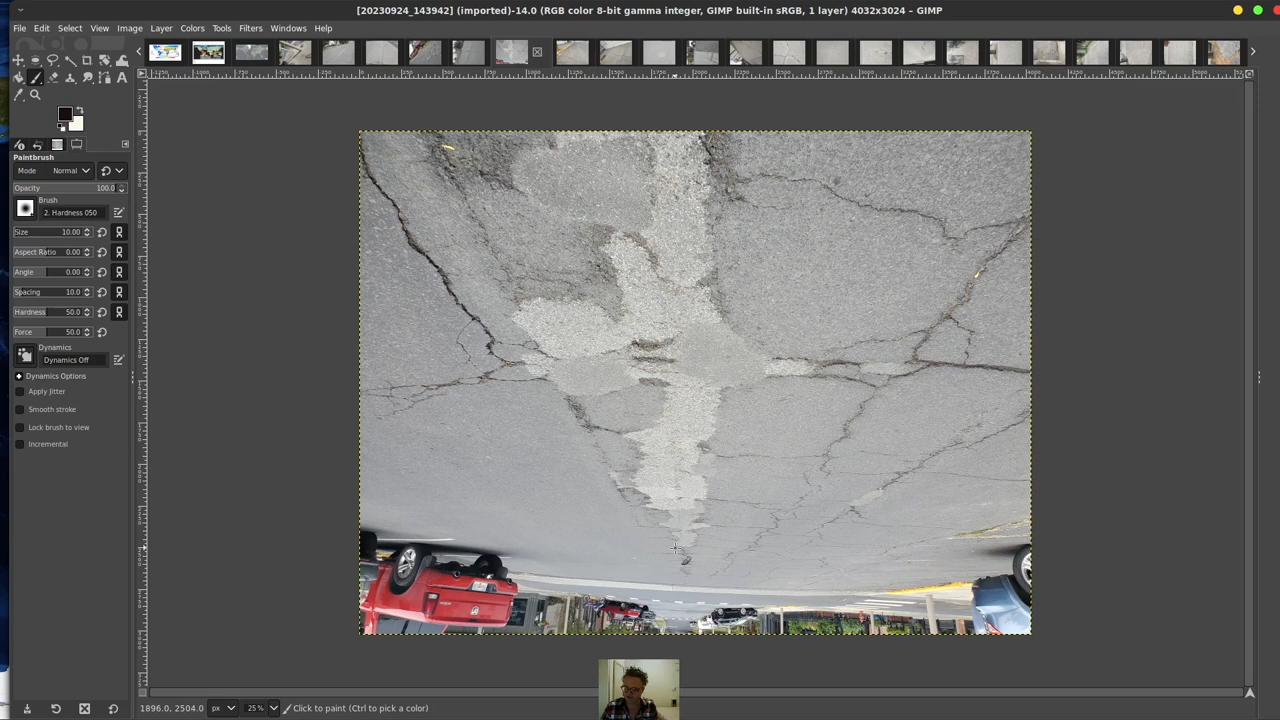 [20230924_143942] (imported)-14.0 (RGB color 8-bit gamma integer, GIMP built-in sRGB, 1 layer) 4032x3024 – GIMP
File Edit Select View Image Layer Colors Tools Filters Windows Help
Paintbrush
Mode Normal
Opacity 100.0
Brush
2. Hardness 050
Size 10.00
Aspect Ratio 0.00
Angle 0.00
Spacing 10.0
Hardness 50.0
Force 50.0
Dynamics
Dynamics Off
Dynamics Options
Apply Jitter
Smooth stroke
Lock brush to view
Incremental
1896.0, 2504.0 px 25% Click to paint (Ctrl to pick a color)